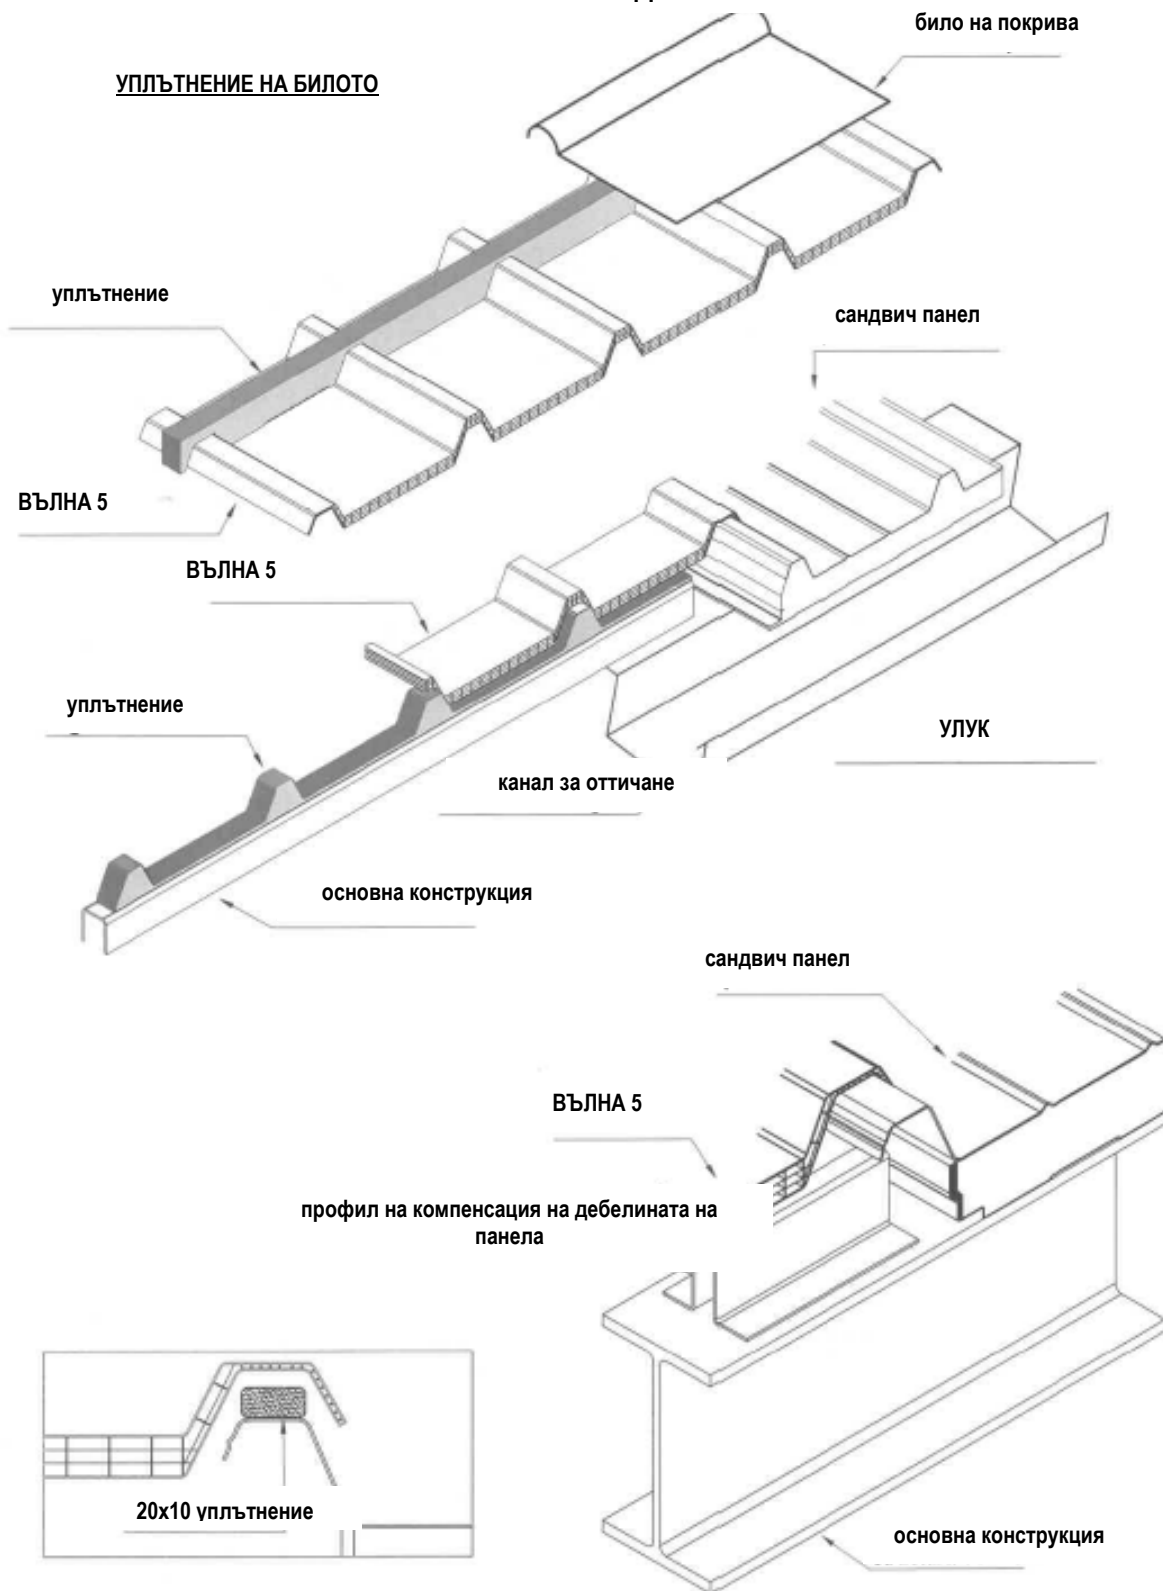 било на покрива
УПЛЪТНЕНИЕ НА БИЛОТО
уплътнение
сандвич панел
ВЪЛНА 5
ВЪЛНА 5
уплътнение
УЛУК
канал за оттичане
основна конструкция
сандвич панел
ВЪЛНА 5
профил на компенсация на дебелината на
панела
20х10 уплътнение
основна конструкция